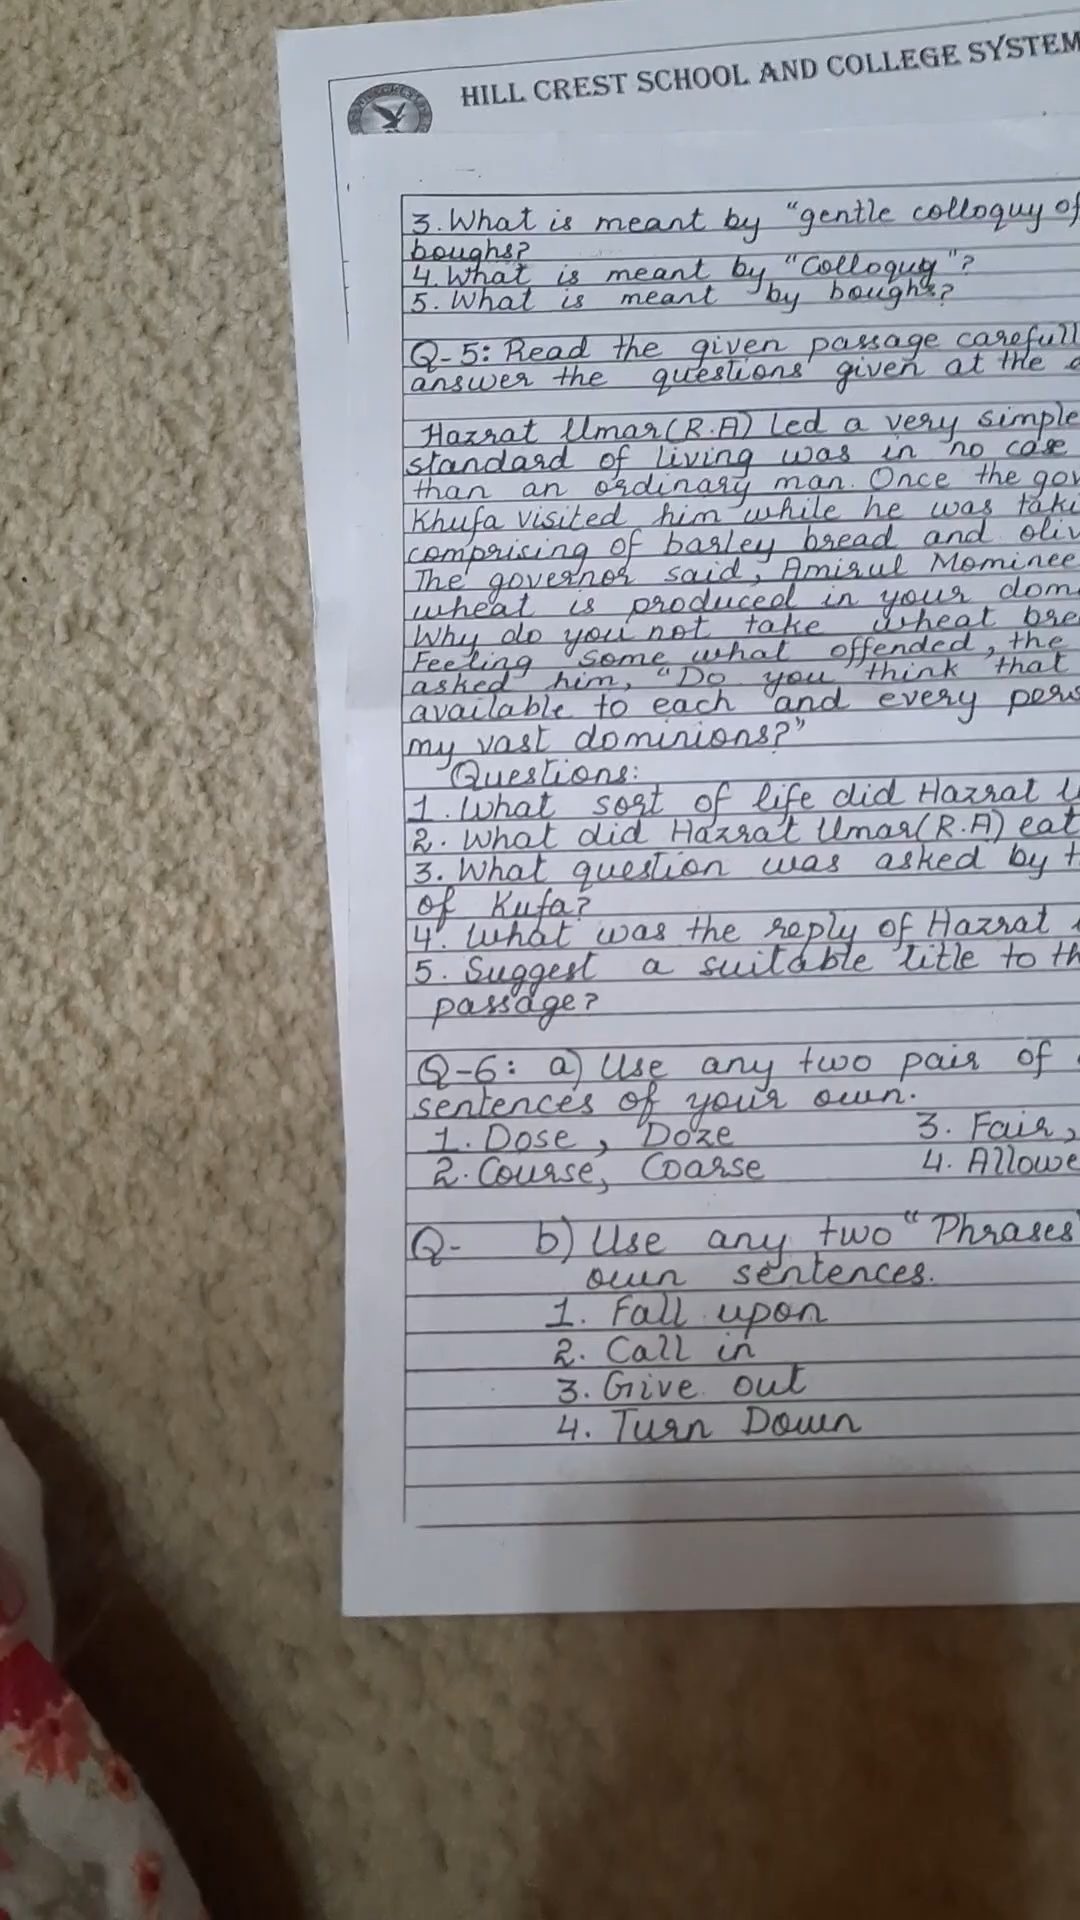 HILL CREST SCHOOL AND COLLEGE SYSTEM
3. What is meant by "gentle colloquy of
boughs?
4. What is meant by "Colloquy"?
5. What is meant by boughs?
Q-5: Read the given passage carefull
answer the questions given at the
Hazrat Umar(R.A) Led a very simple
standard of living was in no case
than an ordinary man. Once the gov
Khufa visited him while he was taki
comprising of barley bread and oliv
The governor said, Amirul Mominee
wheat is produced in your dom
Why do you not take wheat bre
Feeling some what offended, the
asked him, "Do you think that
available to each and every pers
my vast dominions?"
Questions:
1. What sort of life did Hazrat U
2. What did Hazrat Umar(R.A) eat
3. What question was asked by t
of Kufa?
4. What was the reply of Hazrat
5. Suggest a suitable title to th
passage?
Q-6: a) Use any two pair of
sentences of your own.
1. Dose, Doze 3. Fair,
2. Course, Coarse 4. Allowe
Q- b) Use any two "Phrases"
own sentences.
1. Fall upon
2. Call in
3. Give out
4. Turn Down